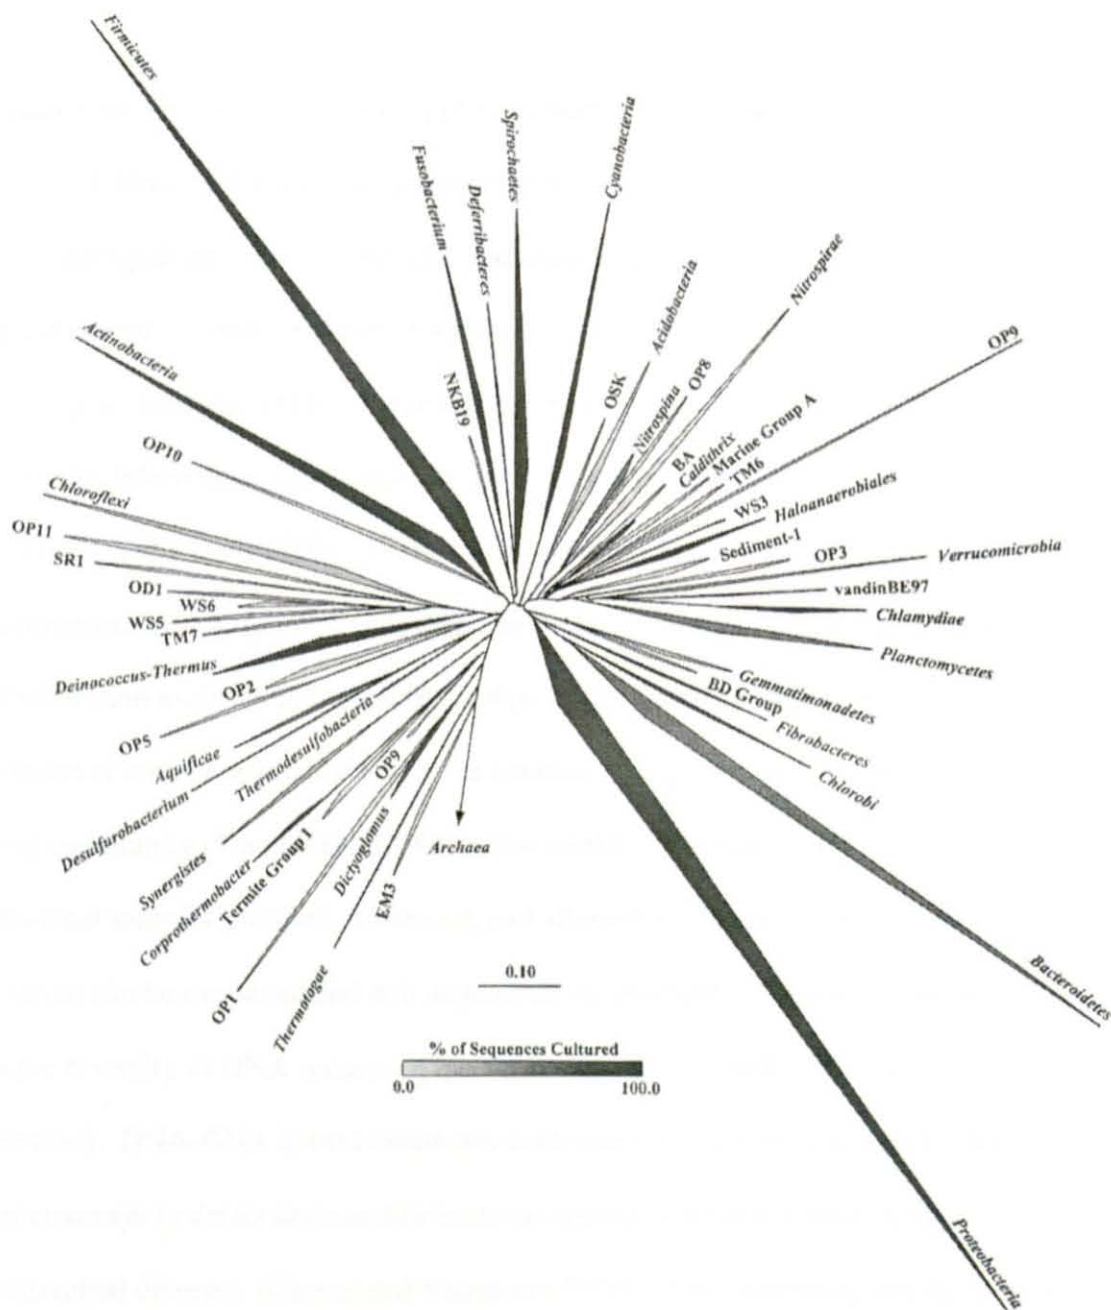 Firmicutes
Spirochaetes
Cyanobacteria
Fusobacterium
Deferribacteres
Nitrospirae
Acidobacteria
OP9
Actinobacteria
NKB19
OSK
Nitrospina
OP8
OP10
BA
Caldithrix
Marine Group A
TM6
Chloroflexi
WS3
Haloanaerobiales
OP11
Sediment-1
SR1
OP3
Verrucomicrobia
OD1
vandinBE97
WS6
Chlamydiae
WS5
TM7
Planctomycetes
Deinococcus-Thermus
Gemmatimonadetes
OP2
BD Group
OP5
Fibrobacteres
Aquificae
Thermodesulfobacteria
OP9
Chlorobi
Desulfurobacterium
Synergistes
Dictyoglomus
Archaea
Corprothermobacter
Termite Group I
EM3
OP1
Thermologae
Bacteroidetes
0.10
% of Sequences Cultured
0.0 100.0
Proteobacteria